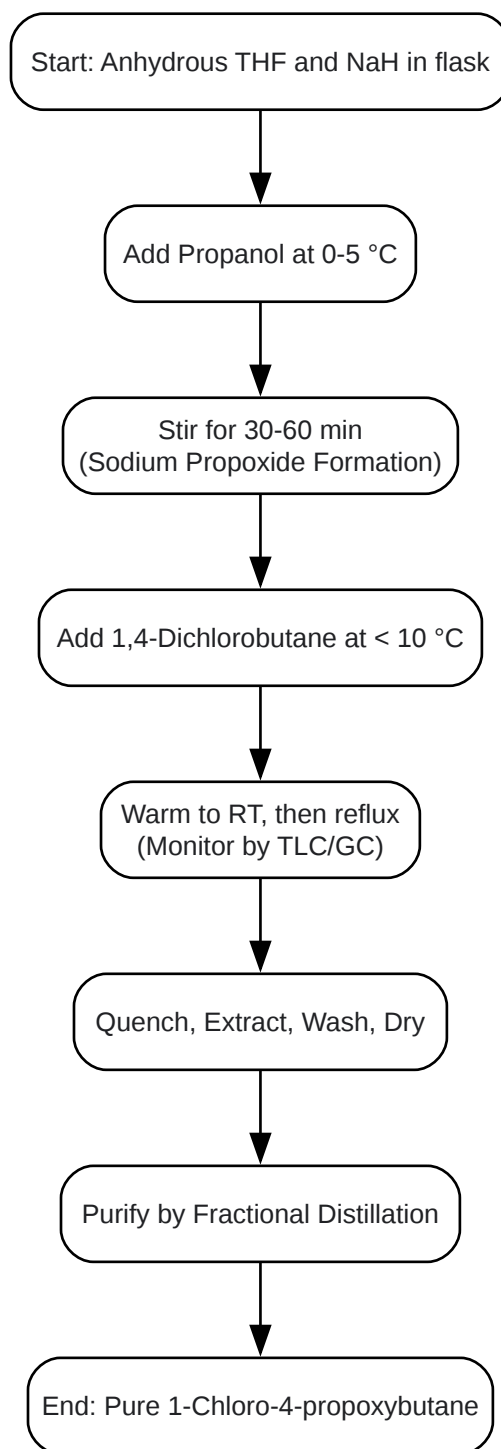 Start: Anhydrous THF and NaH in flask
Add Propanol at 0-5 °C
Stir for 30-60 min
(Sodium Propoxide Formation)
Add 1,4-Dichlorobutane at < 10 °C
Warm to RT, then reflux
(Monitor by TLC/GC)
Quench, Extract, Wash, Dry
Purify by Fractional Distillation
End: Pure 1-Chloro-4-propoxybutane